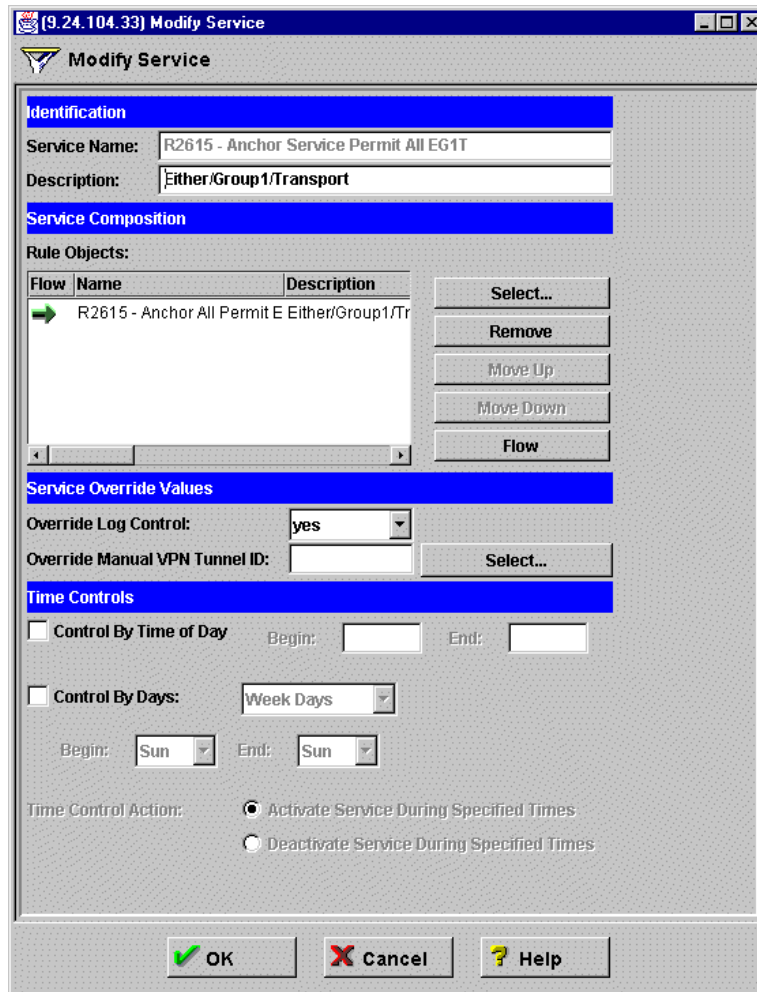 (9.24.104.33) Modify Service
Modify Service
Identification
Service Name: R2615 - Anchor Service Permit All EG1T
Description: Either/Group1/Transport
Service Composition
Rule Objects:
Flow Name Description
R2615 - Anchor All Permit E Either/Group1/Tr
Select...
Remove
Move Up
Move Down
Flow
Service Override Values
Override Log Control: yes
Override Manual VPN Tunnel ID: Select...
Time Controls
Control By Time of Day Begin: End:
Control By Days: Week Days
Begin: Sun End: Sun
Time Control Action: Activate Service During Specified Times
Deactivate Service During Specified Times
OK Cancel ? Help